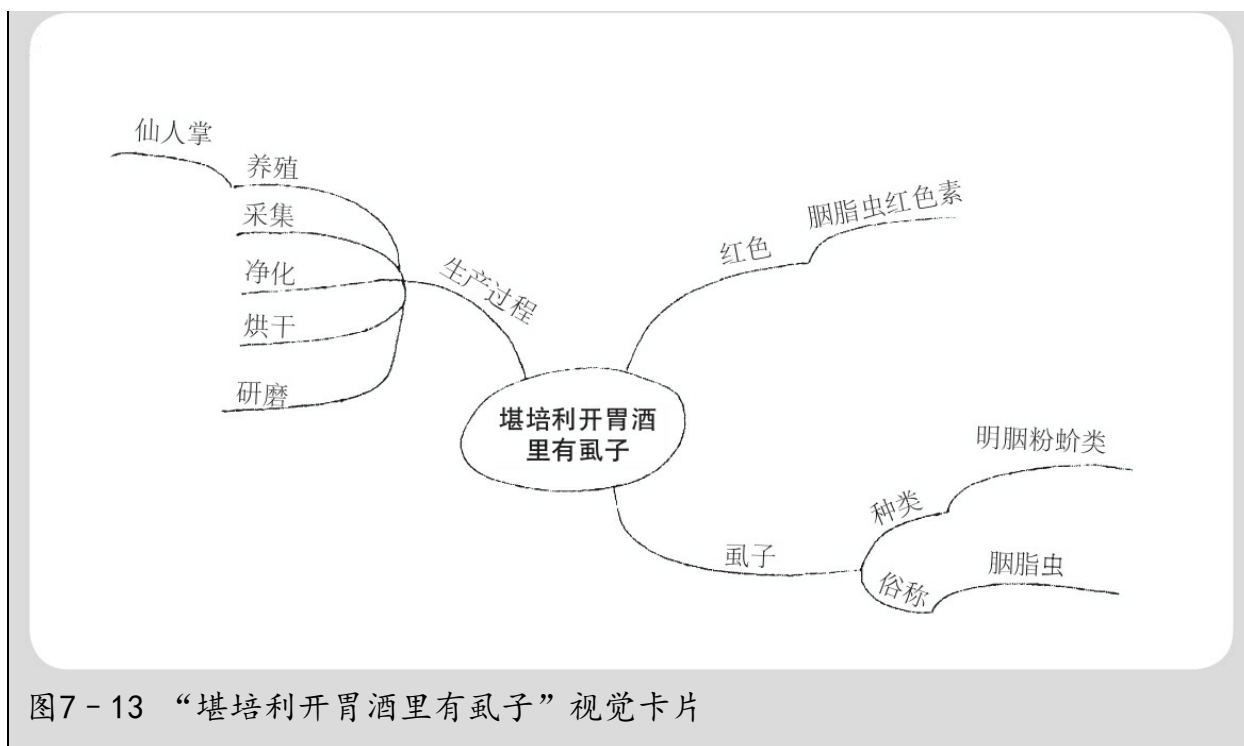 仙人掌
养殖
采集
净化
烘干
研磨
生产过程
红色
胭脂虫红色素
堪培利开胃酒
里有虱子
虱子
种类
明胭粉蚧类
俗称
胭脂虫
图7-13 “堪培利开胃酒里有虱子”视觉卡片